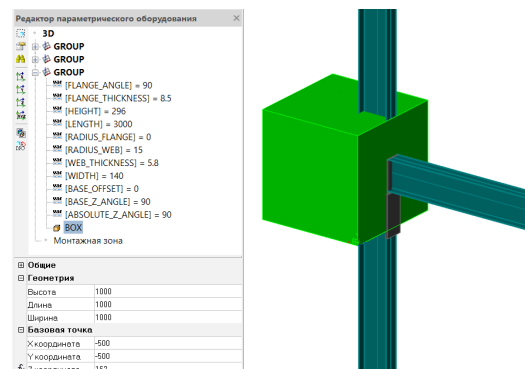 Редактор параметрического оборудования
3D
GROUP
GROUP
GROUP
[FLANGE_ANGLE] = 90
[FLANGE_THICKNESS] = 8.5
[HEIGHT] = 296
[LENGTH] = 3000
[RADIUS_FLANGE] = 0
[RADIUS_WEB] = 15
[WEB_THICKNESS] = 5.8
[WIDTH] = 140
[BASE_OFFSET] = 0
[BASE_Z_ANGLE] = 90
[ABSOLUTE_Z_ANGLE] = 90
BOX
Монтажная зона
Общие
Геометрия
Высота 1000
Длина 1000
Ширина 1000
Базовая точка
X координата -500
Y координата -500